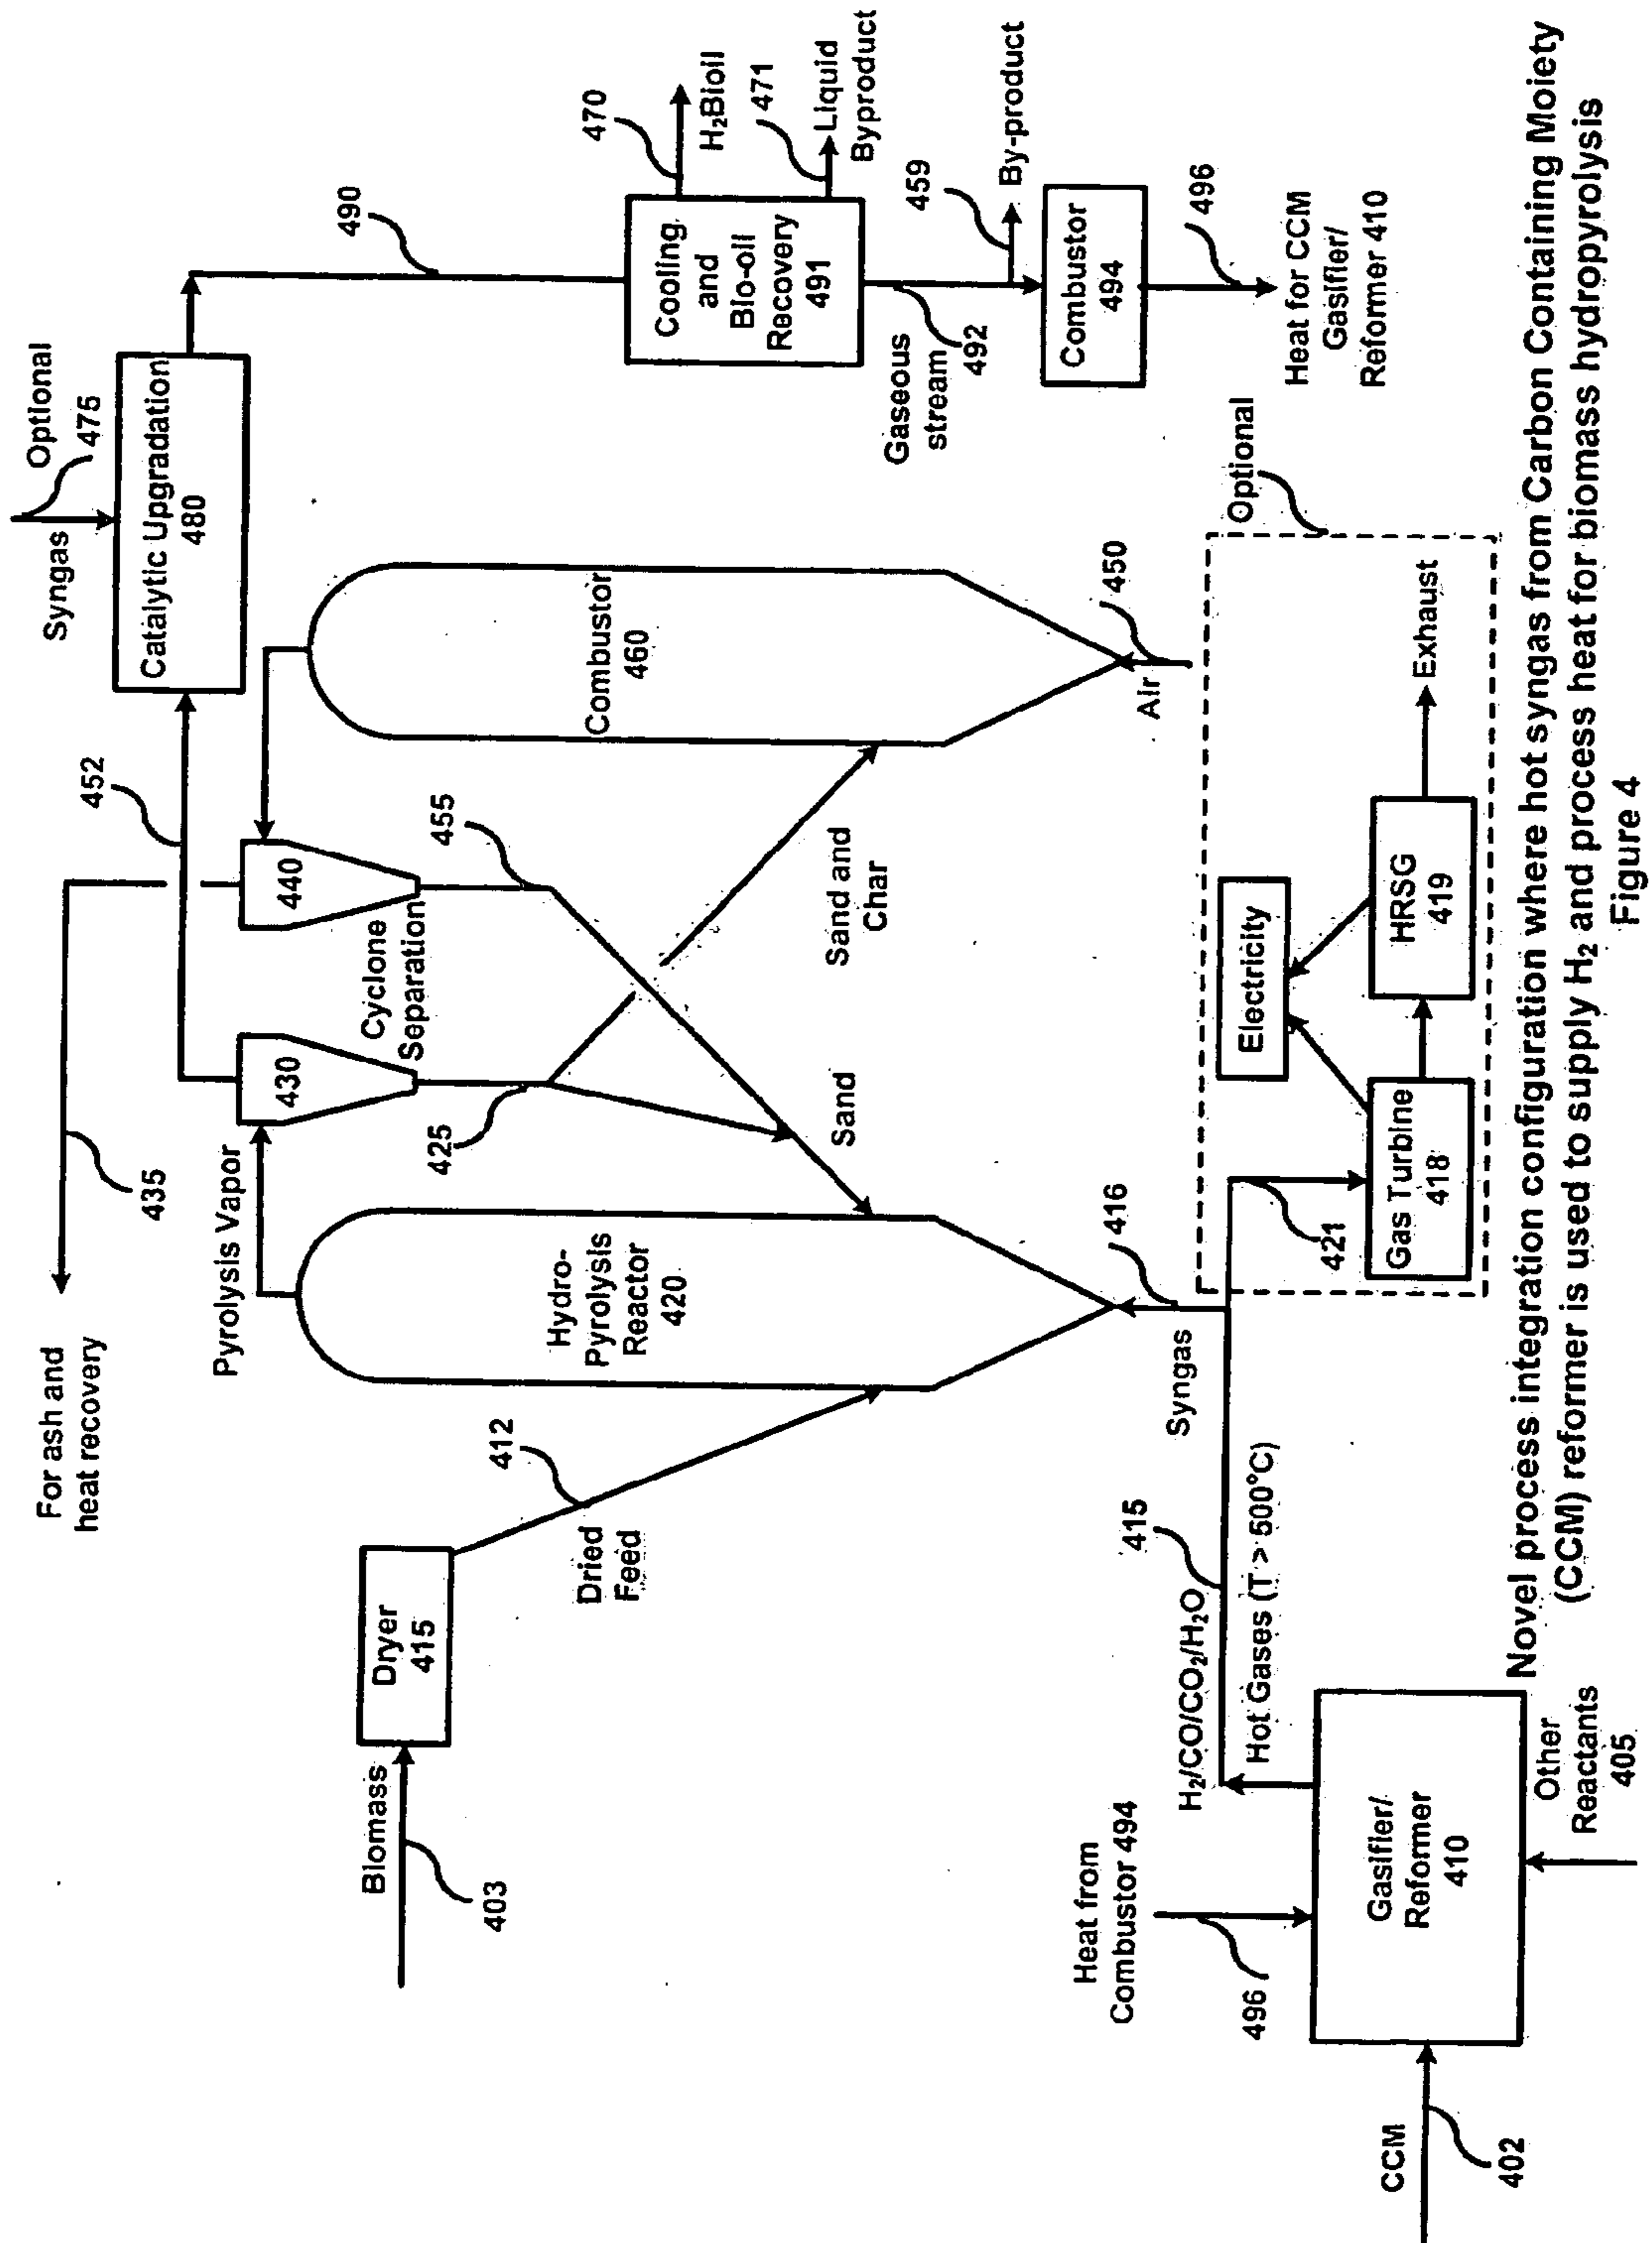 For ash and
heat recovery
435
452
Syngas
Optional
475
Catalytic Upgradation
480
490
Pyrolysis Vapor
430
440
Cyclone
Separation
425
455
Biomass
403
Dryer
415
412
Dried
Feed
Hydro-
Pyrolysis
Reactor
420
Sand
Sand and
Char
Combustor
460
Air
450
Cooling
and
Bio-oil
Recovery
491
470
H₂Bioil
471
Liquid
Byproduct
Gaseous
stream
492
459
By-product
Combustor
494
496
Heat for CCM
Gasifier/
Reformer 410
Heat from
Combustor 494
496
CCM
402
Gasifier/
Reformer
410
Other
Reactants
405
H₂/CO/CO₂/H₂O
415
Hot Gases (T > 500°C)
Syngas
416
421
Gas Turbine
418
Electricity
HRSG
419
Exhaust
Optional
Novel process integration configuration where hot syngas from Carbon Containing Moiety
(CCM) reformer is used to supply H₂ and process heat for biomass hydropyrolysis
Figure 4